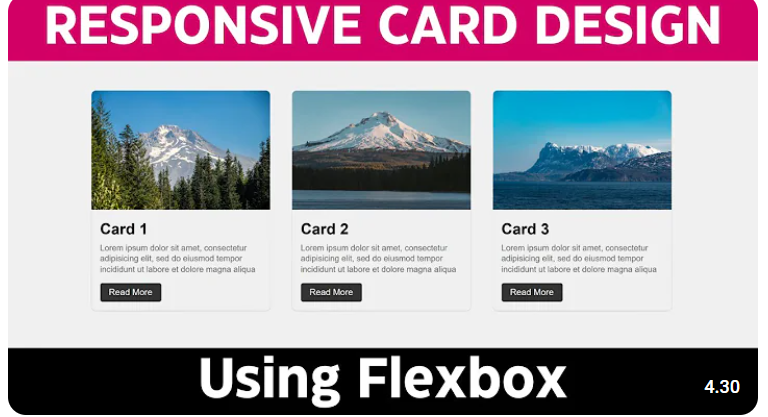 RESPONSIVE CARD DESIGN
Card 1
Lorem ipsum dolor sit amet, consectetur
adipisicing elit, sed do eiusmod tempor
incididunt ut labore et dolore magna aliqua
Read More
Card 2
Lorem ipsum dolor sit amet, consectetur
adipisicing elit, sed do eiusmod tempor
incididunt ut labore et dolore magna aliqua
Read More
Card 3
Lorem ipsum dolor sit amet, consectetur
adipisicing elit, sed do eiusmod tempor
incididunt ut labore et dolore magna aliqua
Read More
Using Flexbox
4.30